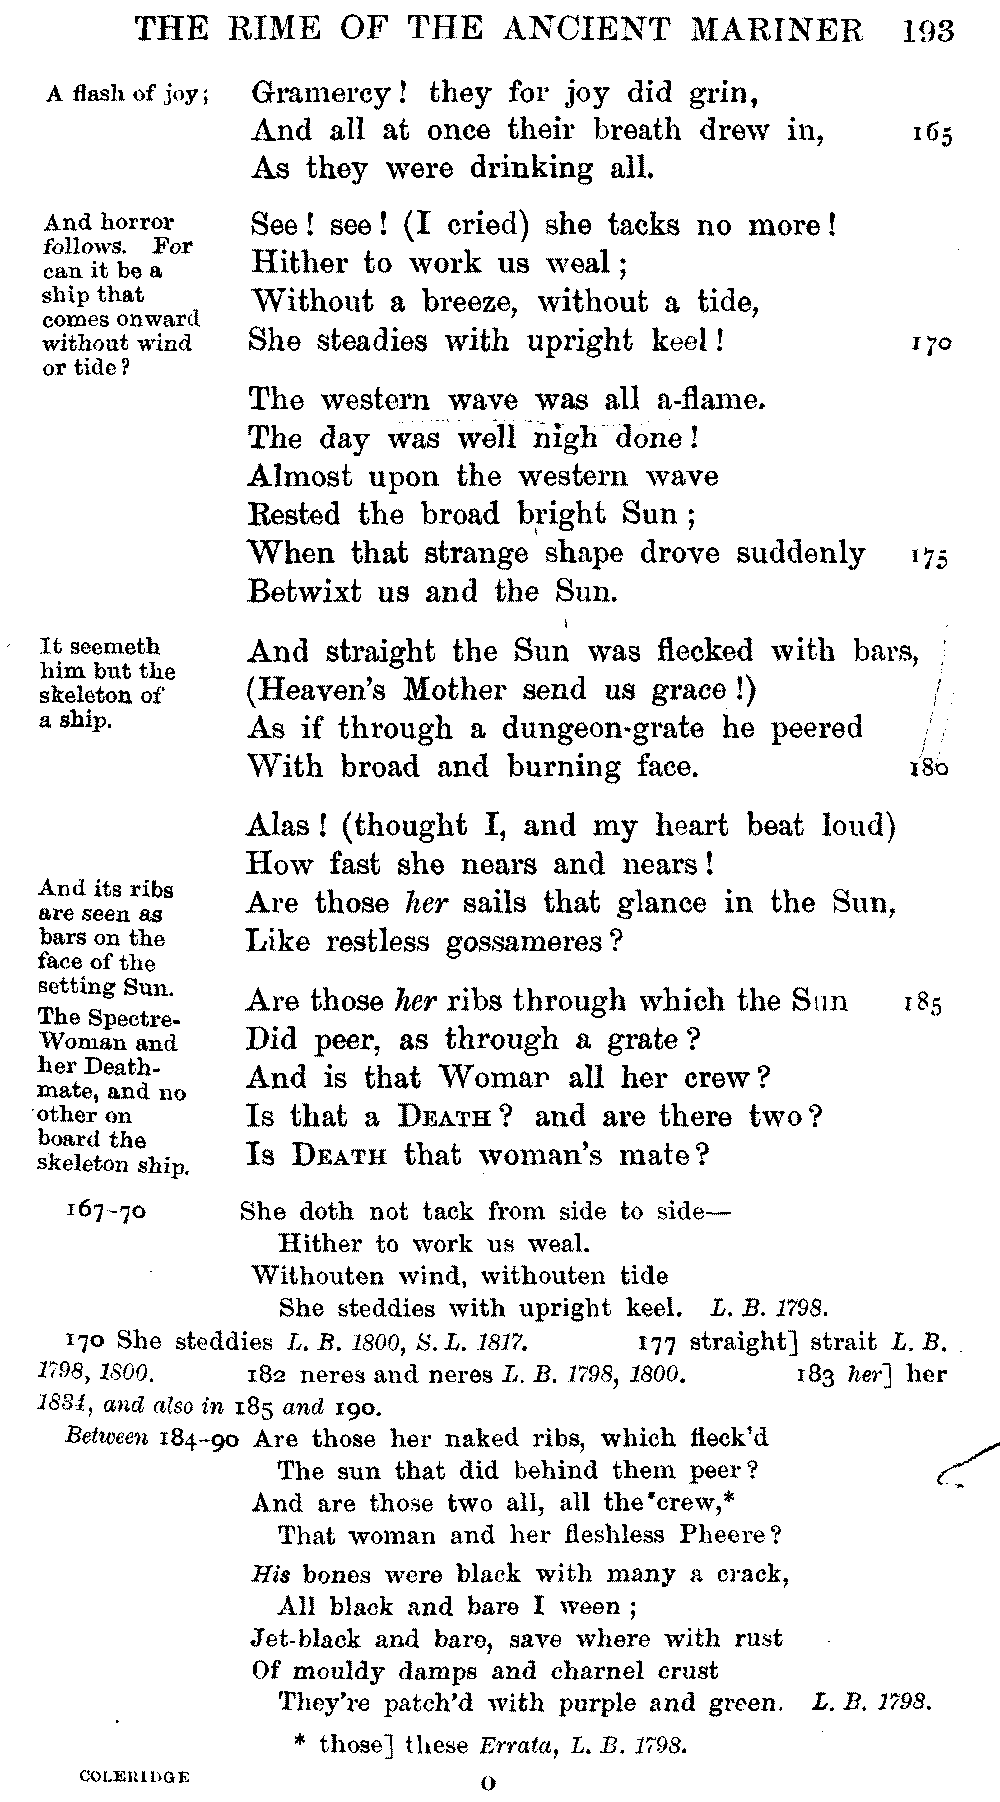 THE RIME OF THE ANCIENT MARINER 193
A flash of joy;
Gramercy! they for joy did grin,
And all at once their breath drew in, 165
As they were drinking all.
And horror
follows. For
can it be a
ship that
comes onward
without wind
or tide?
See! see! (I cried) she tacks no more!
Hither to work us weal;
Without a breeze, without a tide,
She steadies with upright keel! 170
The western wave was all a-flame.
The day was well nigh done!
Almost upon the western wave
Rested the broad bright Sun;
When that strange shape drove suddenly 175
Betwixt us and the Sun.
It seemeth
him but the
skeleton of
a ship.
And straight the Sun was flecked with bars,
(Heaven's Mother send us grace!)
As if through a dungeon-grate he peered
With broad and burning face. 180
Alas! (thought I, and my heart beat loud)
How fast she nears and nears!
Are those her sails that glance in the Sun,
Like restless gossameres?
And its ribs
are seen as
bars on the
face of the
setting Sun.
The Spectre-
Woman and
her Death-
mate, and no
other on
board the
skeleton ship.
Are those her ribs through which the Sun 185
Did peer, as through a grate?
And is that Woman all her crew?
Is that a DEATH? and are there two?
Is DEATH that woman's mate?
167-70 She doth not tack from side to side—
Hither to work us weal.
Withouten wind, withouten tide
She steddies with upright keel. L. B. 1798.
170 She steddies L. B. 1800, S. L. 1817. 177 straight] strait L. B.
1798, 1800. 182 neres and neres L. B. 1798, 1800. 183 her] her
1834, and also in 185 and 190.
Between 184-90 Are those her naked ribs, which fleck'd
The sun that did behind them peer?
And are those two all, all the crew,*
That woman and her fleshless Pheere?
His bones were black with many a crack,
All black and bare I ween;
Jet-black and bare, save where with rust
Of mouldy damps and charnel crust
They're patch'd with purple and green. L. B. 1798.
* those] these Errata, L. B. 1798.
COLERIDGE O